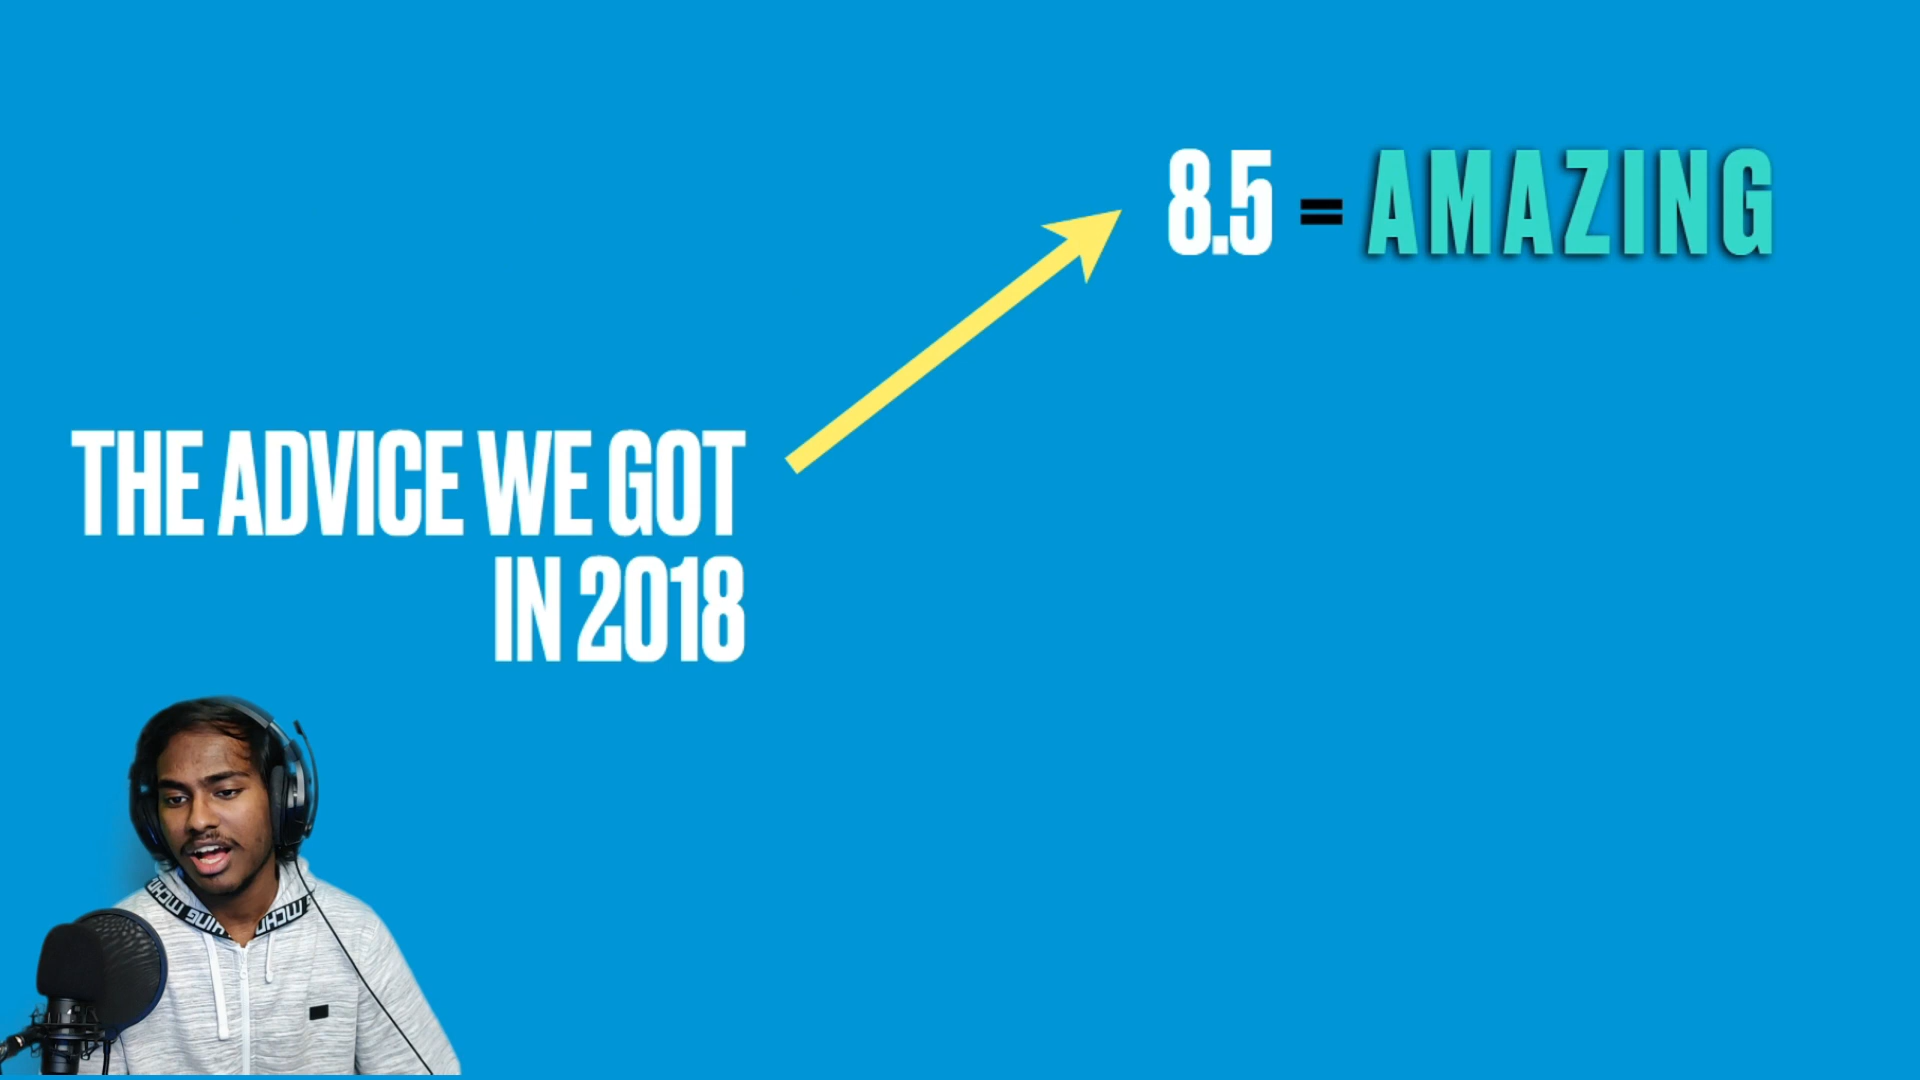 8.5 = AMAZING
THE ADVICE WE GOT
IN 2018